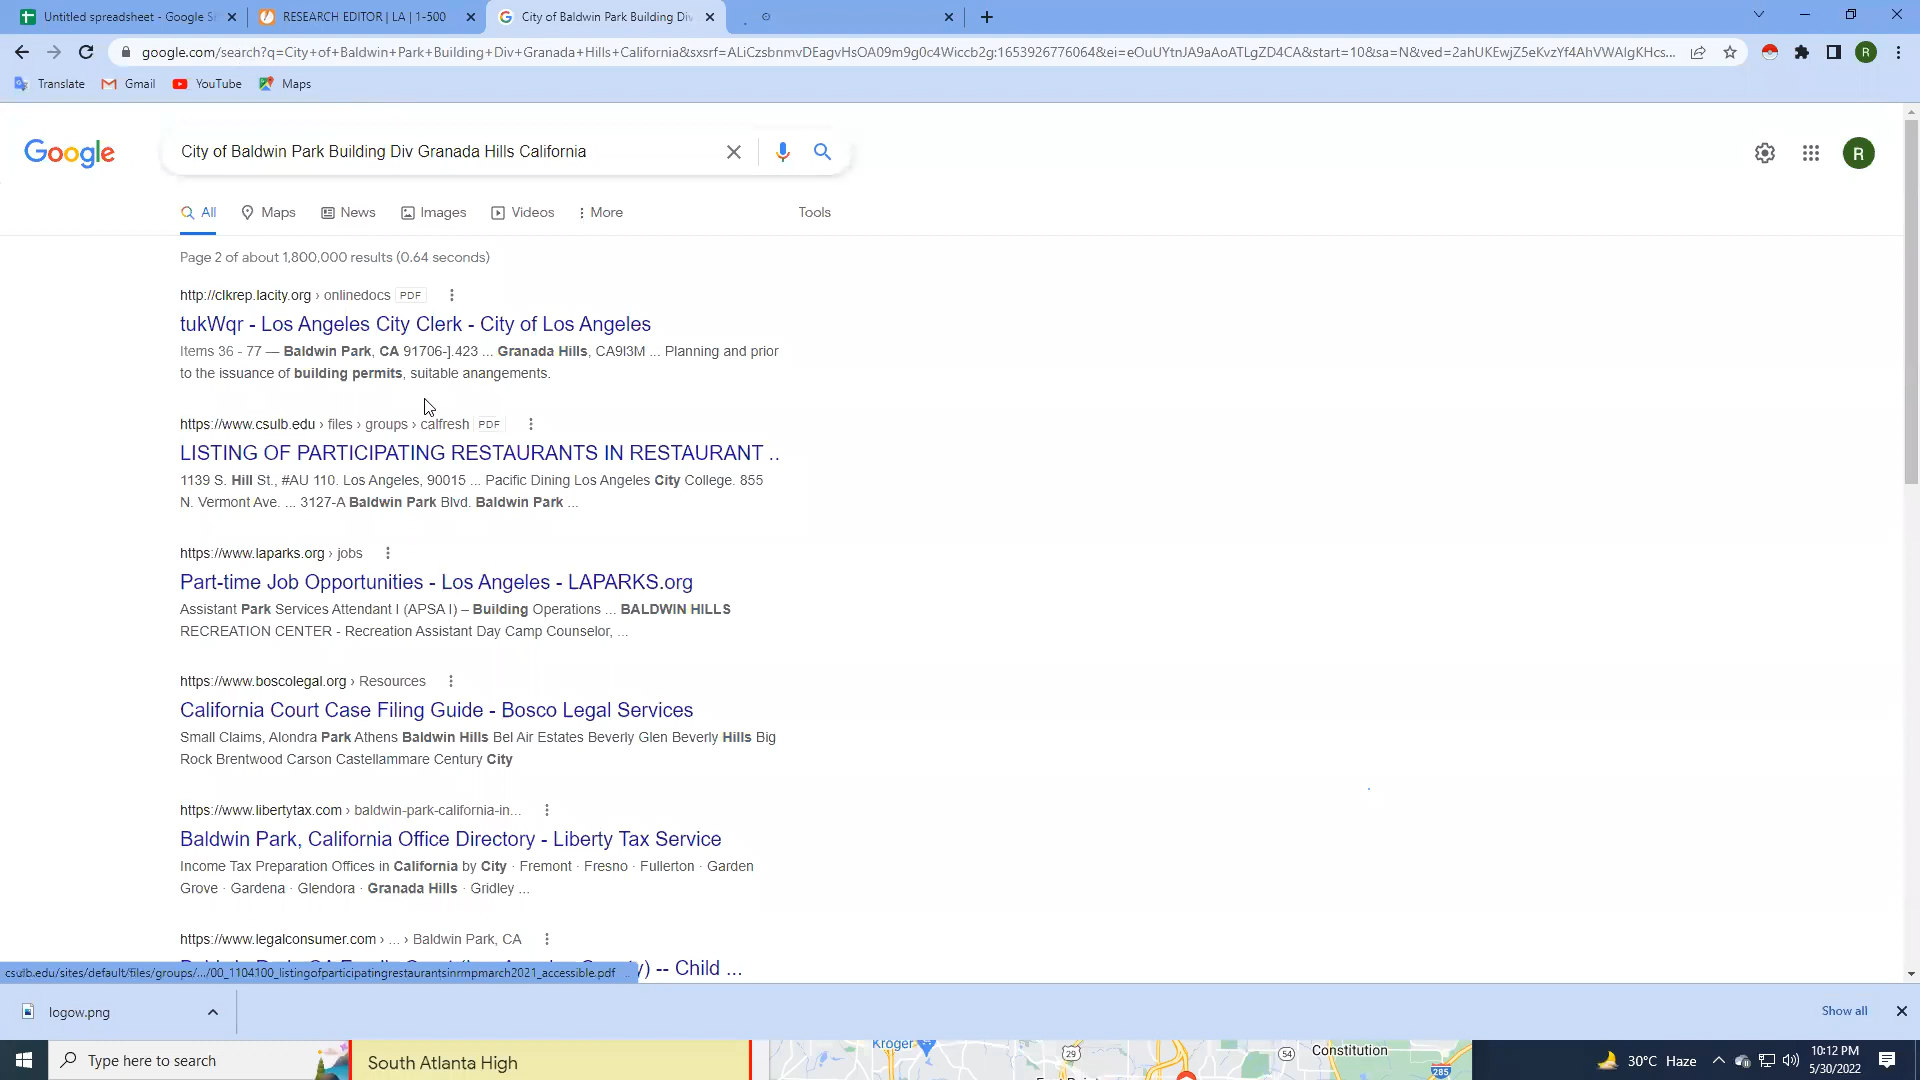 Untitled spreadsheet - Google S
RESEARCH EDITOR | LA | 1-500
City of Baldwin Park Building Div
google.com/search?q=City+of+Baldwin+Park+Building+Div+Granada+Hills+California&sxsrf=ALiCzsbnmvDEagvHsOA09m9g0c4Wiccb2g:1653926776064&ei=eOuUYtnJA9aAoATLgZD4CA&start=10&sa=N&ved=2ahUKEwjZ5eKvzYf4AhVWAlgKHcs...
R
Translate
Gmail
YouTube
Maps
Google
City of Baldwin Park Building Div Granada Hills California
R
All
Maps
News
Images
Videos
More
Tools
Page 2 of about 1,800,000 results (0.64 seconds)
http://clkrep.lacity.org › onlinedocs PDF
tukWqr - Los Angeles City Clerk - City of Los Angeles
Items 36 - 77 — Baldwin Park, CA 91706-].423 ... Granada Hills, CA9I3M ... Planning and prior
to the issuance of building permits, suitable anangements.
https://www.csulb.edu › files › groups › calfresh PDF
LISTING OF PARTICIPATING RESTAURANTS IN RESTAURANT ..
1139 S. Hill St., #AU 110. Los Angeles, 90015 ... Pacific Dining Los Angeles City College. 855
N. Vermont Ave. ... 3127-A Baldwin Park Blvd. Baldwin Park ...
https://www.laparks.org › jobs
Part-time Job Opportunities - Los Angeles - LAPARKS.org
Assistant Park Services Attendant I (APSA I) – Building Operations ... BALDWIN HILLS
RECREATION CENTER - Recreation Assistant Day Camp Counselor, ...
https://www.boscolegal.org › Resources
California Court Case Filing Guide - Bosco Legal Services
Small Claims, Alondra Park Athens Baldwin Hills Bel Air Estates Beverly Glen Beverly Hills Big
Rock Brentwood Carson Castellammare Century City
https://www.libertytax.com › baldwin-park-california-in...
Baldwin Park, California Office Directory - Liberty Tax Service
Income Tax Preparation Offices in California by City · Fremont · Fresno · Fullerton · Garden
Grove · Gardena · Glendora · Granada Hills · Gridley ...
https://www.legalconsumer.com › ... › Baldwin Park, CA
y) -- Child ...
csulb.edu/sites/default/files/groups/.../00_1104100_listingofparticipatingrestaurantsinrmpmarch2021_accessible.pdf
logow.png
Show all
Type here to search
South Atlanta High
Kroger
29
54
Constitution
285
30°C Haze
10:12 PM
5/30/2022